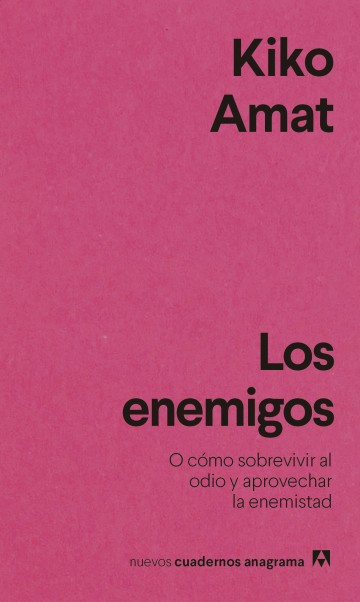 Kiko
Amat
Los
enemigos
O cómo sobrevivir al
odio y aprovechar
la enemistad
nuevos cuadernos anagrama